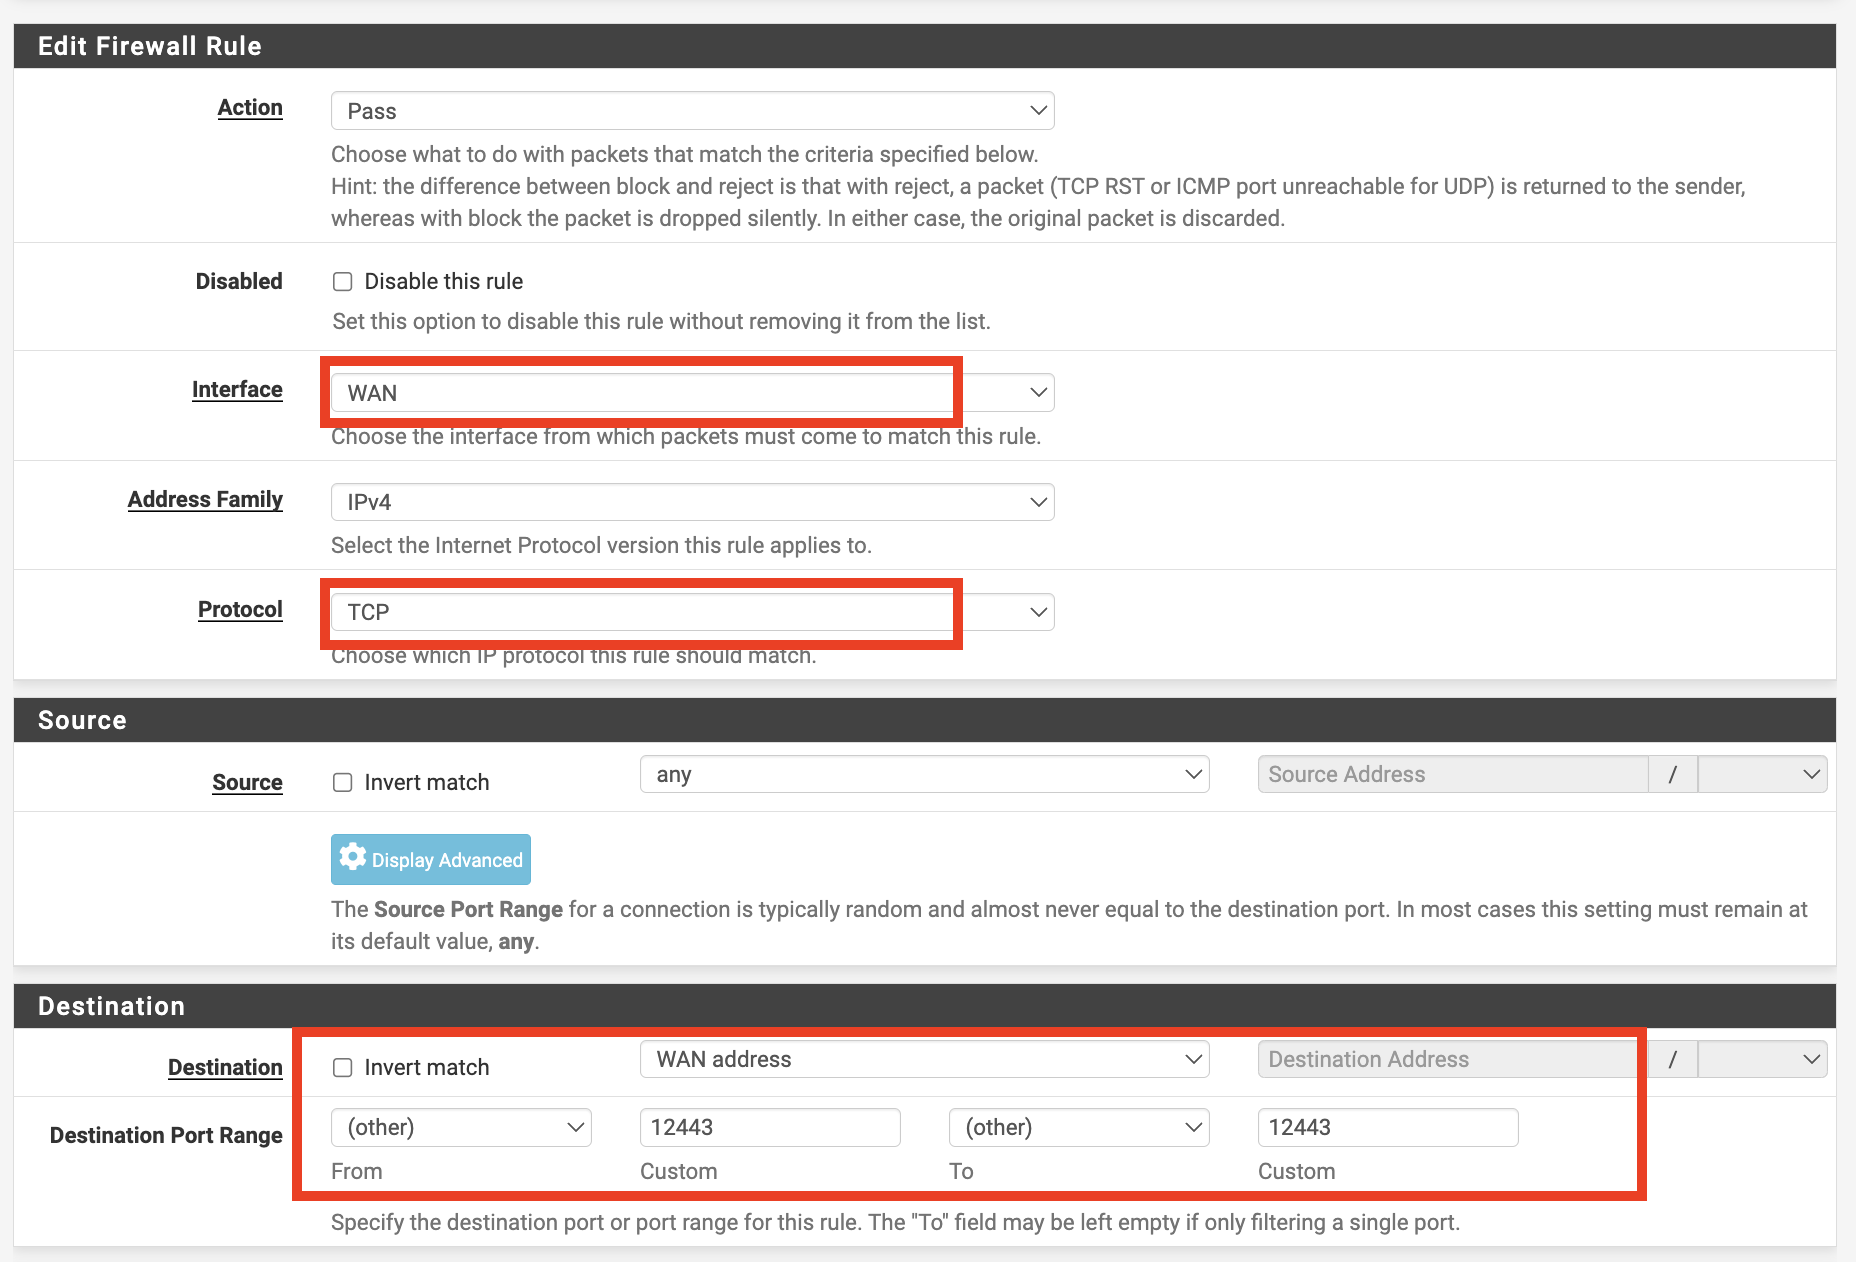 Edit Firewall Rule
Action
Pass
Choose what to do with packets that match the criteria specified below.
Hint: the difference between block and reject is that with reject, a packet (TCP RST or ICMP port unreachable for UDP) is returned to the sender,
whereas with block the packet is dropped silently. In either case, the original packet is discarded.
Disabled
Disable this rule
Set this option to disable this rule without removing it from the list.
Interface
WAN
Choose the interface from which packets must come to match this rule.
Address Family
IPv4
Select the Internet Protocol version this rule applies to.
Protocol
TCP
Choose which IP protocol this rule should match.
Source
Source
Invert match
any
Source Address
/
Display Advanced
The Source Port Range for a connection is typically random and almost never equal to the destination port. In most cases this setting must remain at
its default value, any.
Destination
Destination
Invert match
WAN address
Destination Address
/
Destination Port Range
(other)
12443
(other)
12443
From
Custom
To
Custom
Specify the destination port or port range for this rule. The "To" field may be left empty if only filtering a single port.